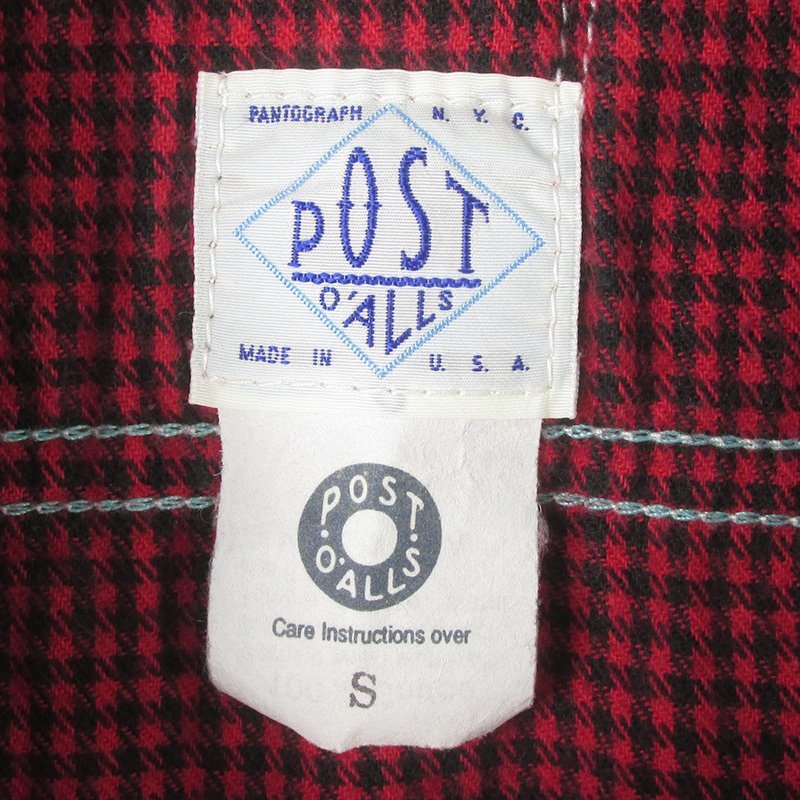 PANTOGRAPH N. Y. C.
POST
O'ALLS
MADE IN U. S. A.
POST
O'ALLS
Care Instructions over
S